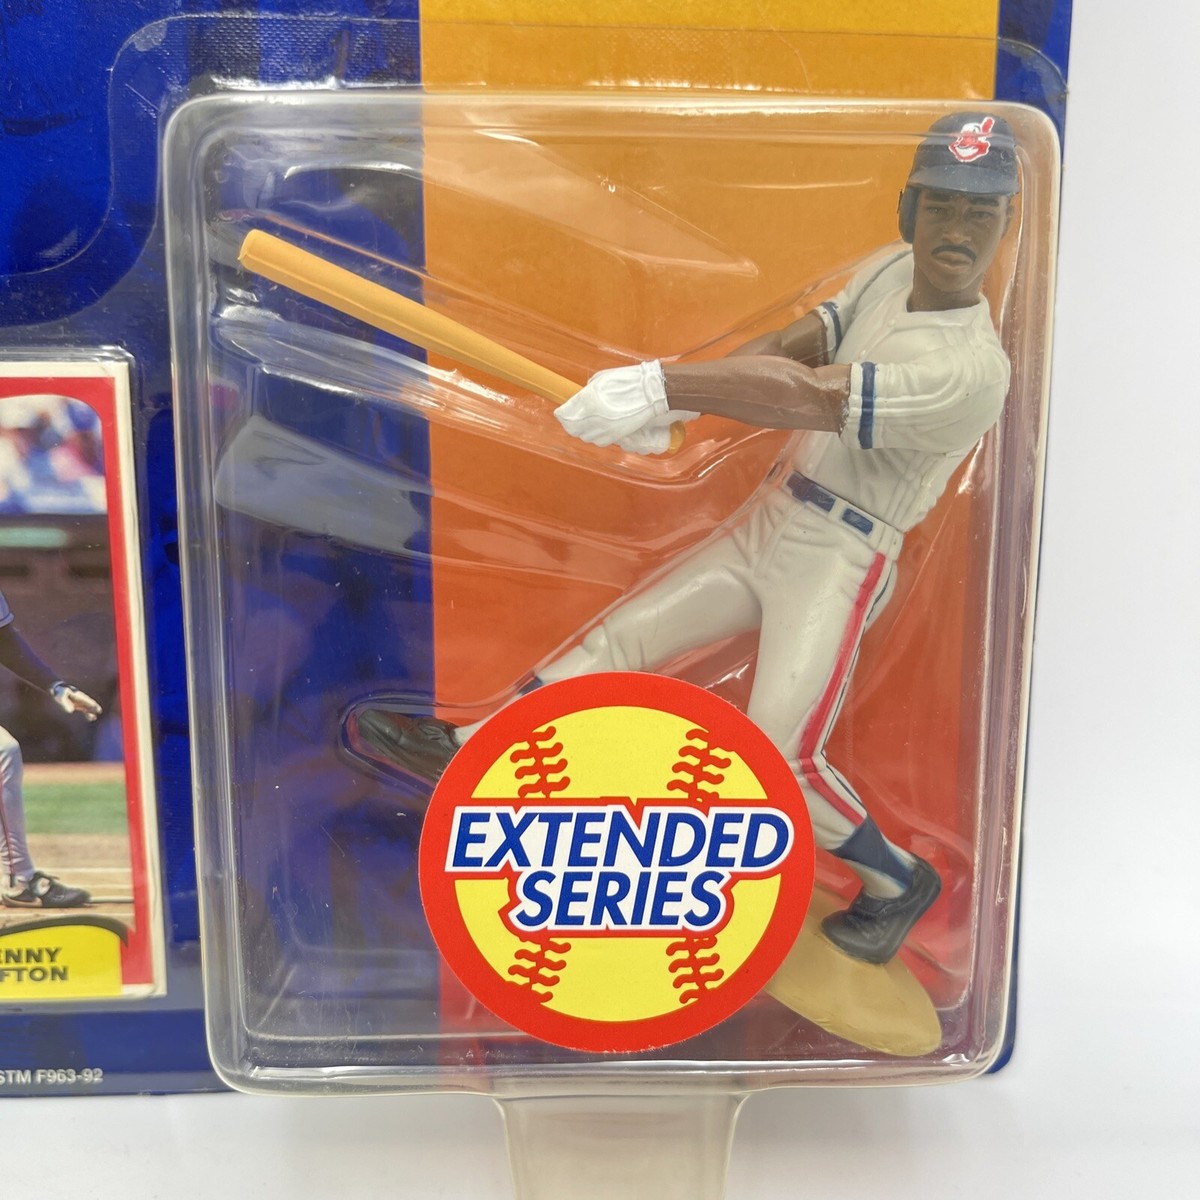 EXTENDED
SERIES
ENNY
FTON
STM F963-92